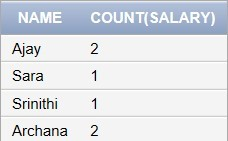 NAME COUNT(SALARY)
Ajay 2
Sara 1
Srinithi 1
Archana 2